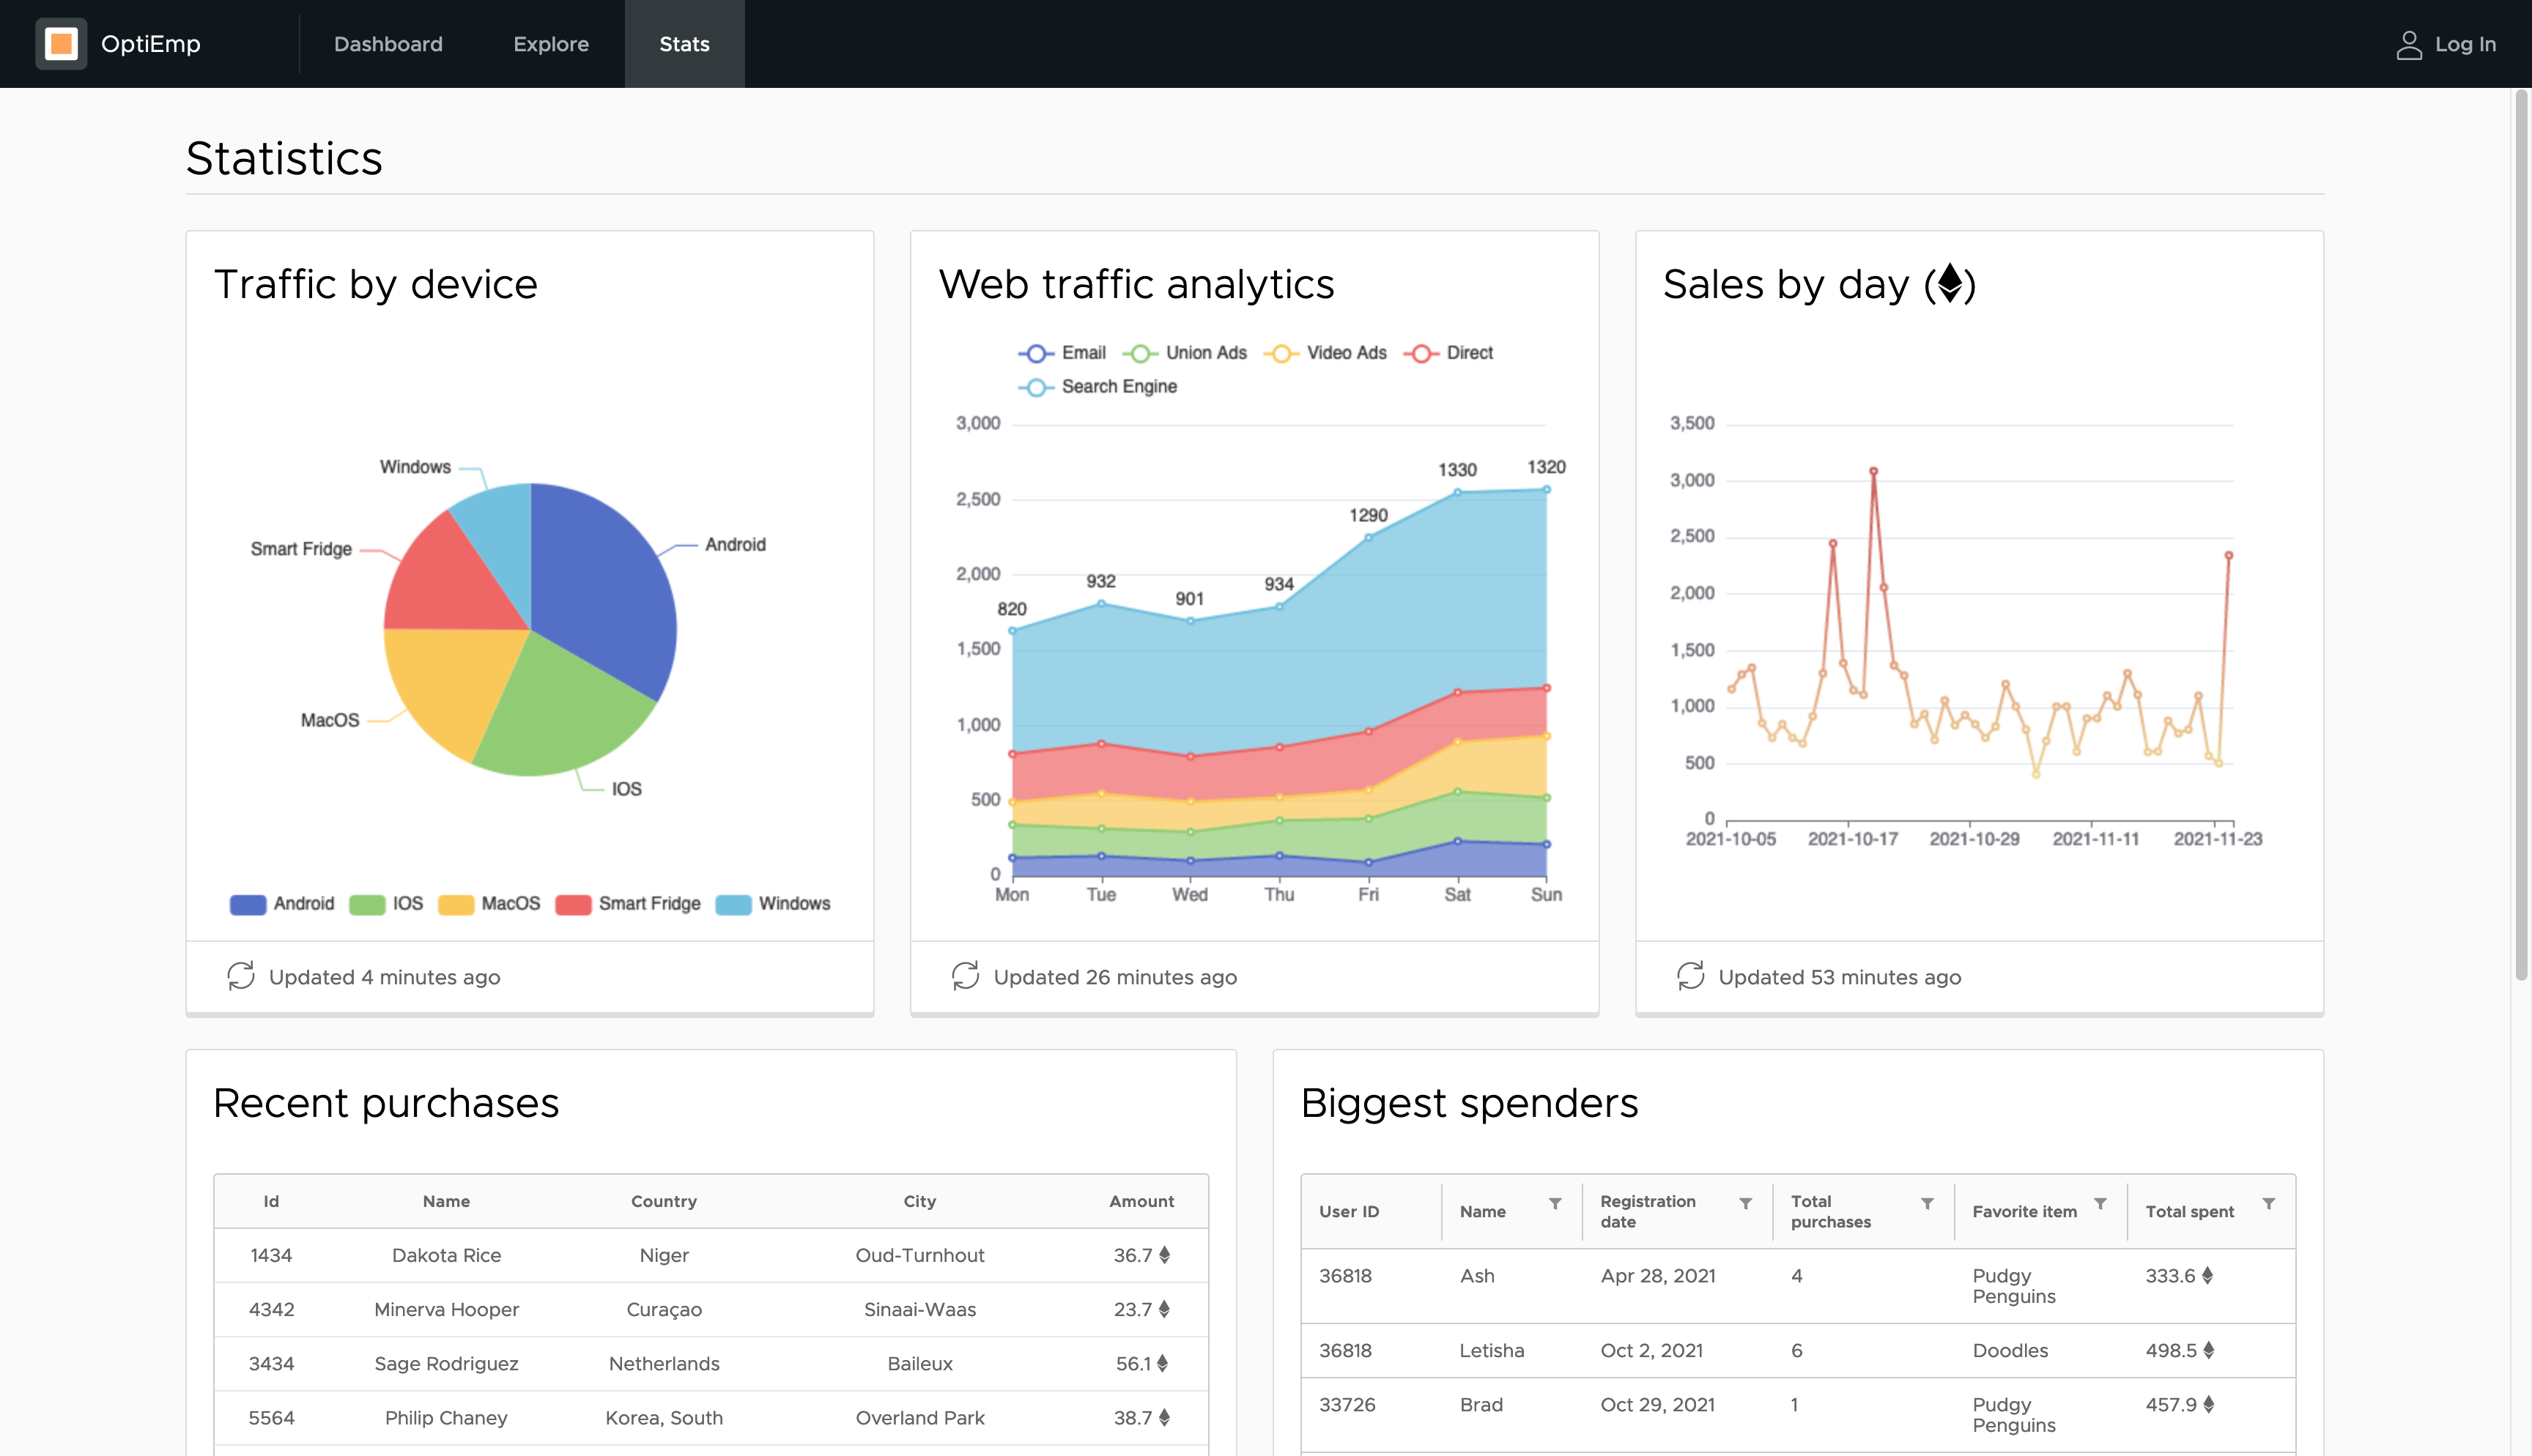 OptiEmp
Dashboard
Explore
Stats
Log In
Statistics
Traffic by device
Windows
Smart Fridge
Android
MacOS
IOS
Android IOS MacOS Smart Fridge Windows
Updated 4 minutes ago
Web traffic analytics
Email Union Ads Video Ads Direct
Search Engine
3,000
2,500
2,000
1,500
1,000
500
0
820
932
901
934
1290
1330
1320
Mon Tue Wed Thu Fri Sat Sun
Updated 26 minutes ago
Sales by day (♦)
3,500
3,000
2,500
2,000
1,500
1,000
500
0
2021-10-05 2021-10-17 2021-10-29 2021-11-11 2021-11-23
Updated 53 minutes ago
Recent purchases
Id Name Country City Amount
1434 Dakota Rice Niger Oud-Turnhout 36.7
4342 Minerva Hooper Curaçao Sinaai-Waas 23.7
3434 Sage Rodriguez Netherlands Baileux 56.1
5564 Philip Chaney Korea, South Overland Park 38.7
Biggest spenders
User ID Name Registration date Total purchases Favorite item Total spent
36818 Ash Apr 28, 2021 4 Pudgy Penguins 333.6
36818 Letisha Oct 2, 2021 6 Doodles 498.5
33726 Brad Oct 29, 2021 1 Pudgy Penguins 457.9